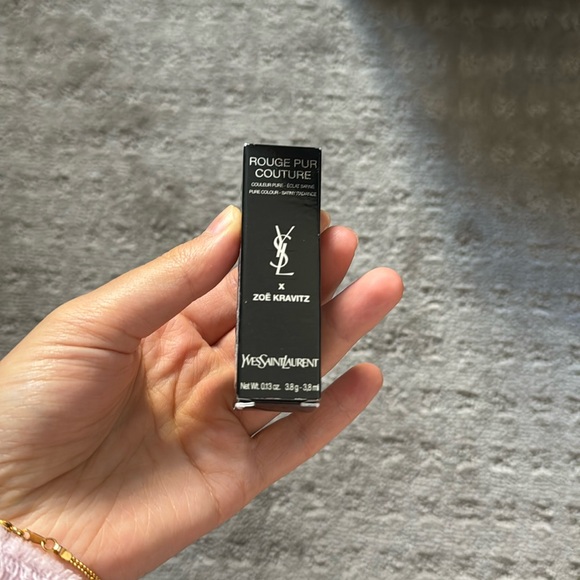 ROUGE PUR
COUTURE
COULEUR PURE - ÉCLAT SATINÉ
PURE COLOUR - SATINY RADIANCE
YSL
x
ZOË KRAVITZ
YVESSAINTLAURENT
Net Wt. 0.13 oz. 3.8 g - 3,8 ml